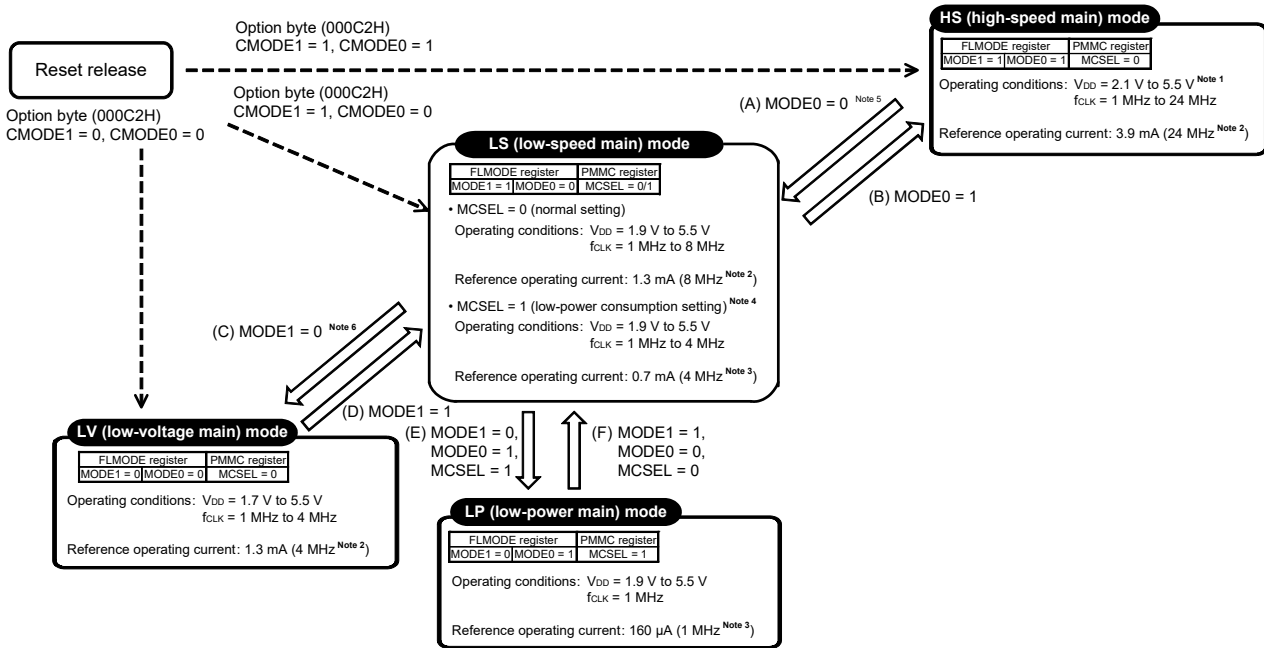 Reset release
Option byte (000C2H)
CMODE1 = 1, CMODE0 = 1
Option byte (000C2H)
CMODE1 = 1, CMODE0 = 0
Option byte (000C2H)
CMODE1 = 0, CMODE0 = 0
HS (high-speed main) mode
FLMODE register PMMC register
MODE1 = 1 MODE0 = 1 MCSEL = 0
Operating conditions: VDD = 2.1 V to 5.5 V Note 1
fCLK = 1 MHz to 24 MHz
Reference operating current: 3.9 mA (24 MHz Note 2)
(A) MODE0 = 0 Note 5
(B) MODE0 = 1
LS (low-speed main) mode
FLMODE register PMMC register
MODE1 = 1 MODE0 = 0 MCSEL = 0/1
• MCSEL = 0 (normal setting)
Operating conditions: VDD = 1.9 V to 5.5 V
fCLK = 1 MHz to 8 MHz
Reference operating current: 1.3 mA (8 MHz Note 2)
• MCSEL = 1 (low-power consumption setting) Note 4
Operating conditions: VDD = 1.9 V to 5.5 V
fCLK = 1 MHz to 4 MHz
Reference operating current: 0.7 mA (4 MHz Note 3)
(C) MODE1 = 0 Note 6
(D) MODE1 = 1
LV (low-voltage main) mode
FLMODE register PMMC register
MODE1 = 0 MODE0 = 0 MCSEL = 0
Operating conditions: VDD = 1.7 V to 5.5 V
fCLK = 1 MHz to 4 MHz
Reference operating current: 1.3 mA (4 MHz Note 2)
(E) MODE1 = 0,
MODE0 = 1,
MCSEL = 1
(F) MODE1 = 1,
MODE0 = 0,
MCSEL = 0
LP (low-power main) mode
FLMODE register PMMC register
MODE1 = 0 MODE0 = 1 MCSEL = 1
Operating conditions: VDD = 1.9 V to 5.5 V
fCLK = 1 MHz
Reference operating current: 160 µA (1 MHz Note 3)